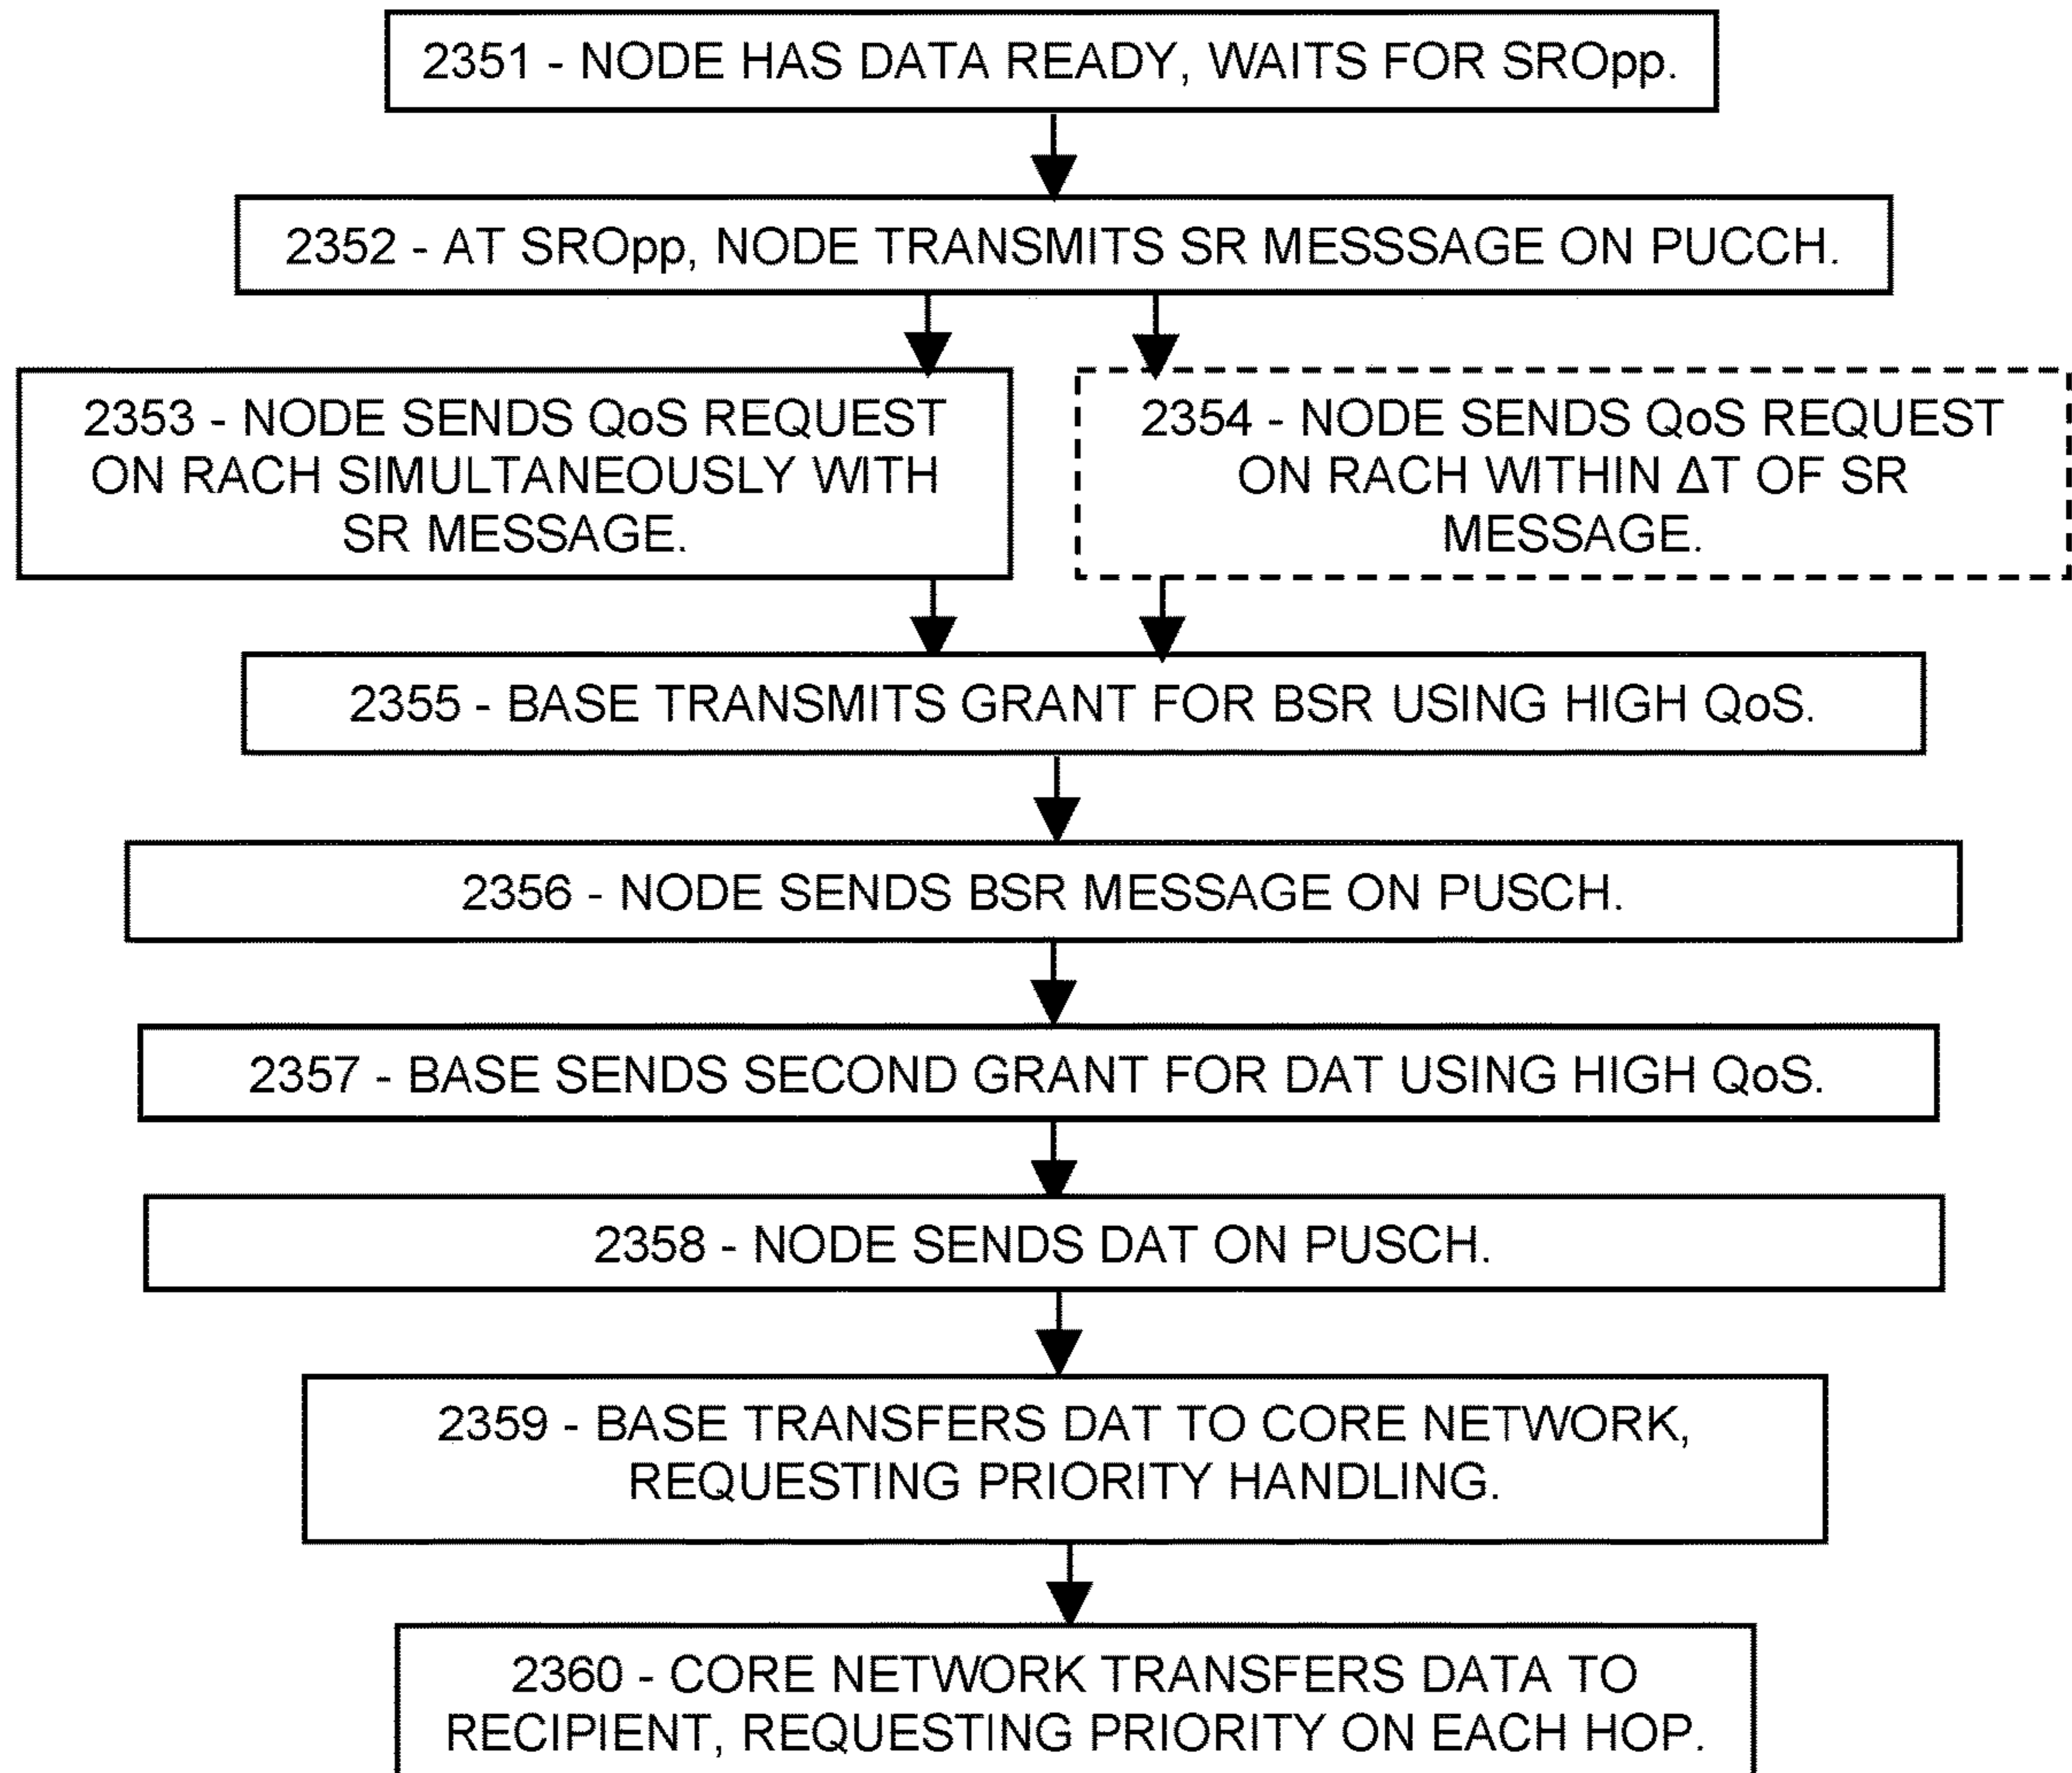 2351 - NODE HAS DATA READY, WAITS FOR SROpp.
2352 - AT SROpp, NODE TRANSMITS SR MESSSAGE ON PUCCH.
2353 - NODE SENDS QoS REQUEST
ON RACH SIMULTANEOUSLY WITH
SR MESSAGE.
2354 - NODE SENDS QoS REQUEST
ON RACH WITHIN ΔT OF SR
MESSAGE.
2355 - BASE TRANSMITS GRANT FOR BSR USING HIGH QoS.
2356 - NODE SENDS BSR MESSAGE ON PUSCH.
2357 - BASE SENDS SECOND GRANT FOR DAT USING HIGH QoS.
2358 - NODE SENDS DAT ON PUSCH.
2359 - BASE TRANSFERS DAT TO CORE NETWORK,
REQUESTING PRIORITY HANDLING.
2360 - CORE NETWORK TRANSFERS DATA TO
RECIPIENT, REQUESTING PRIORITY ON EACH HOP.